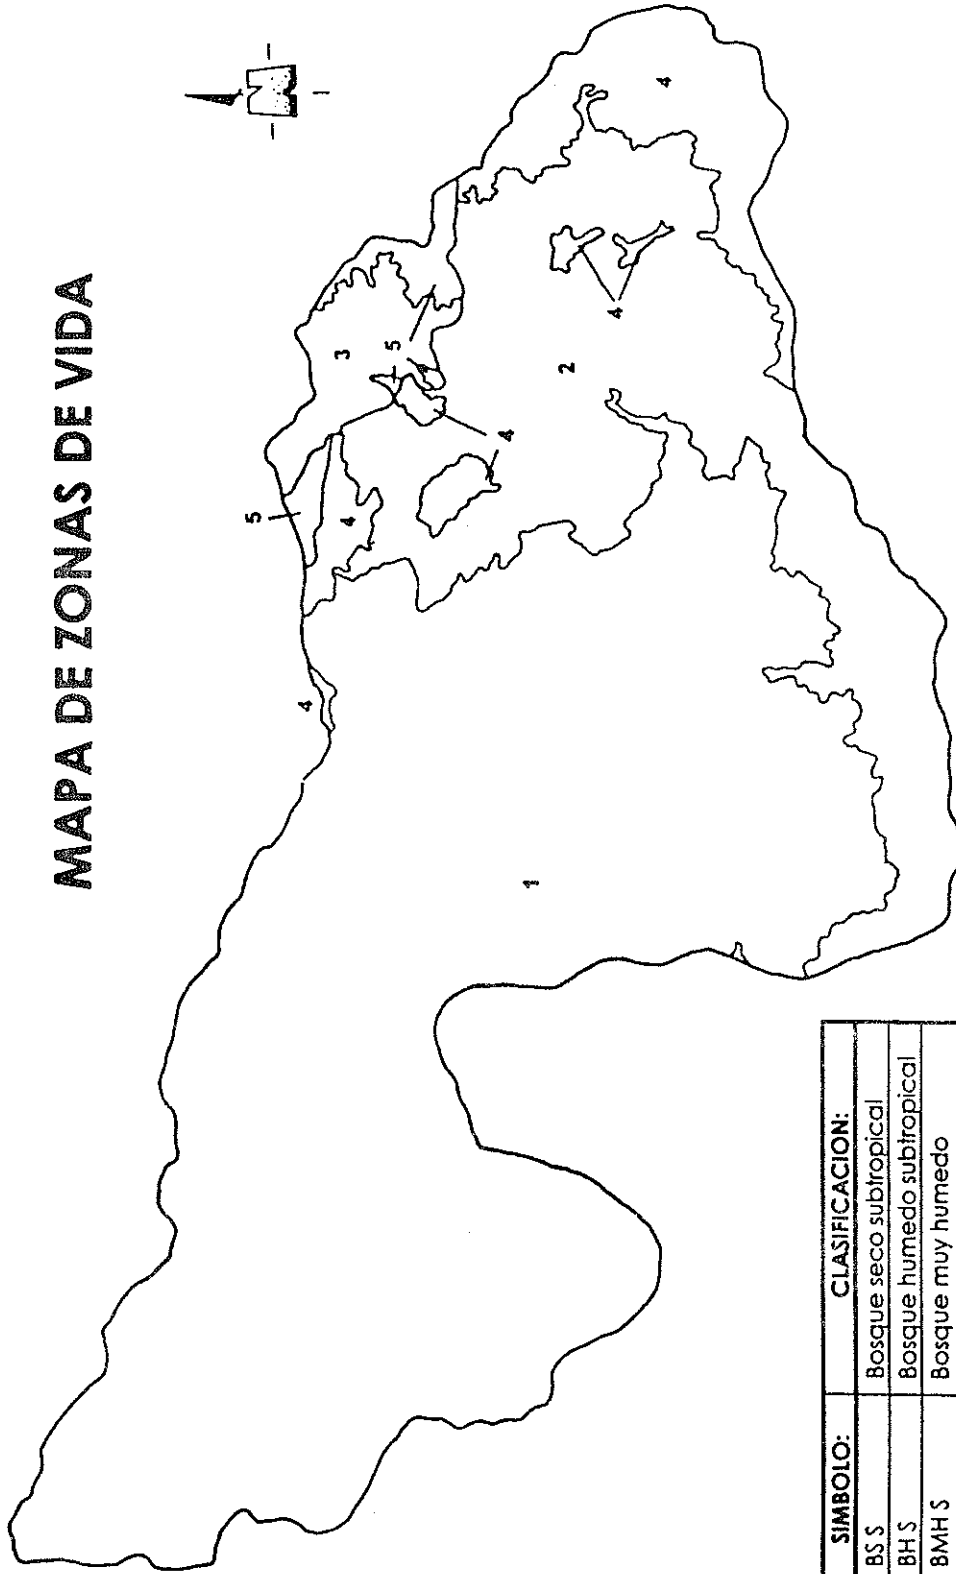 MAPA DE ZONAS DE VIDA
N
5
4
4
3
5
5
4
4
2
4
4
1
SIMBOLO: CLASIFICACION:
BS S Bosque seco subtropical
BH S Bosque humedo subtropical
BMH S Bosque muy humedo